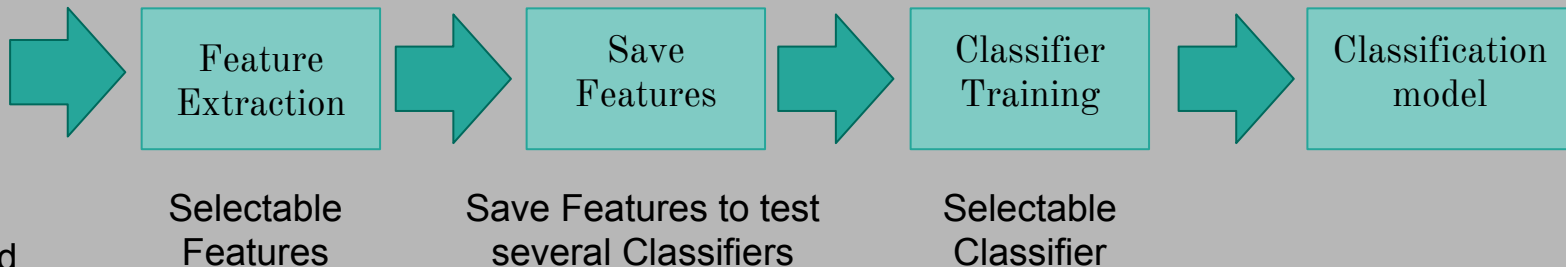 Feature
Extraction
Save
Features
Classifier
Training
Classification
model
Selectable
Features
Save Features to test
several Classifiers
Selectable
Classifier
d